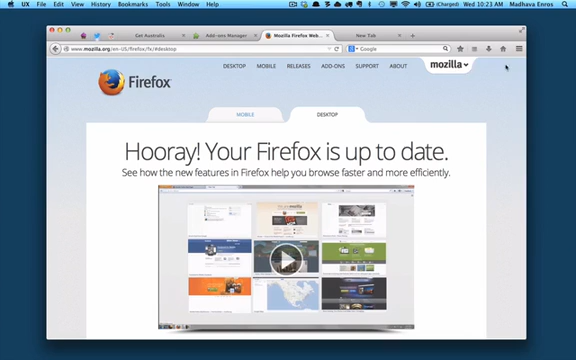 UX File Edit View History Bookmarks Tools Window Help
(Charged) Wed 10:23 AM Madhava Enros
Get Australis Add-ons Manager Mozilla Firefox Web... New Tab
www.mozilla.org/en-US/firefox/fx/#desktop Google
DESKTOP MOBILE RELEASES ADD-ONS SUPPORT ABOUT mozilla
Firefox
MOBILE DESKTOP
Hooray! Your Firefox is up to date.
See how the new features in Firefox help you browse faster and more efficiently.